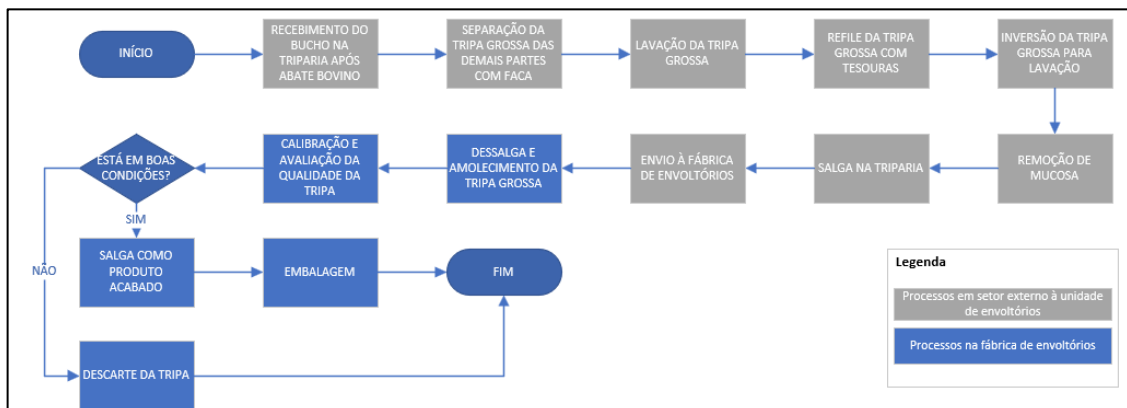 INÍCIO
RECEBIMENTO DO
BUCHO NA
TRIPARIA APÓS
ABATE BOVINO
SEPARAÇÃO DA
TRIPA GROSSA DAS
DEMAIS PARTES
COM FACA
LAVAÇÃO DA TRIPA
GROSSA
REFILE DA TRIPA
GROSSA COM
TESOURAS
INVERSÃO DA TRIPA
GROSSA PARA
LAVAÇÃO
REMOÇÃO DE
MUCOSA
SALGA NA TRIPARIA
ENVIO À FÁBRICA
DE ENVOLTÓRIOS
DESSALGA E
AMOLECIMENTO DA
TRIPA GROSSA
CALIBRAÇÃO E
AVALIAÇÃO DA
QUALIDADE DA
TRIPA
ESTÁ EM BOAS
CONDIÇÕES?
SIM
NÃO
SALGA COMO
PRODUTO
ACABADO
EMBALAGEM
FIM
DESCARTE DA TRIPA
Legenda
Processos em setor externo à unidade
de envoltórios
Processos na fábrica de envoltórios